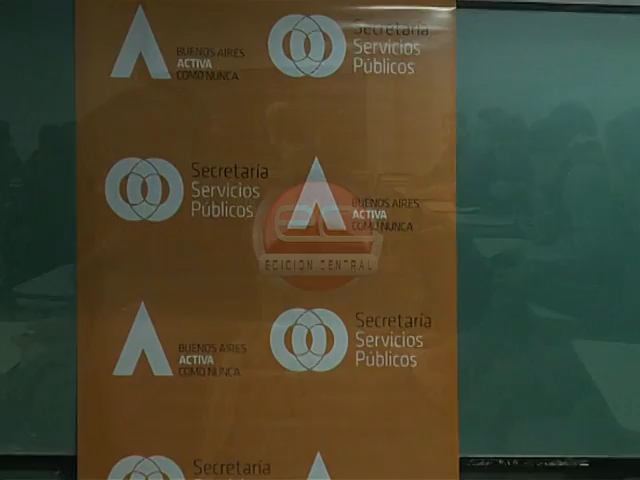 BUENOS AIRES
ACTIVA
COMO NUNCA
Secretaría
Servicios
Públicos
Secretaría
Servicios
Públicos
BUENOS AIRES
ACTIVA
COMO NUNCA
EDICION CENTRAL
BUENOS AIRES
ACTIVA
COMO NUNCA
Secretaría
Servicios
Públicos
Secretaría